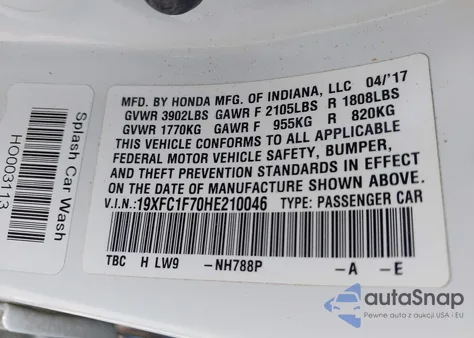 MFD. BY HONDA MFG. OF INDIANA, LLC 04/'17
GVWR 3902LBS GAWR F 2105LBS R 1808LBS
GVWR 1770KG GAWR F 955KG R 820KG
THIS VEHICLE CONFORMS TO ALL APPLICABLE
FEDERAL MOTOR VEHICLE SAFETY, BUMPER,
AND THEFT PREVENTION STANDARDS IN EFFECT
ON THE DATE OF MANUFACTURE SHOWN ABOVE.
V.I.N.:19XFC1F70HE210046 TYPE: PASSENGER CAR
TBC H LW9 -NH788P -A -E
Splash Car Wash
HO003113
autoSnap
Pewne auta z aukcji USA i EU